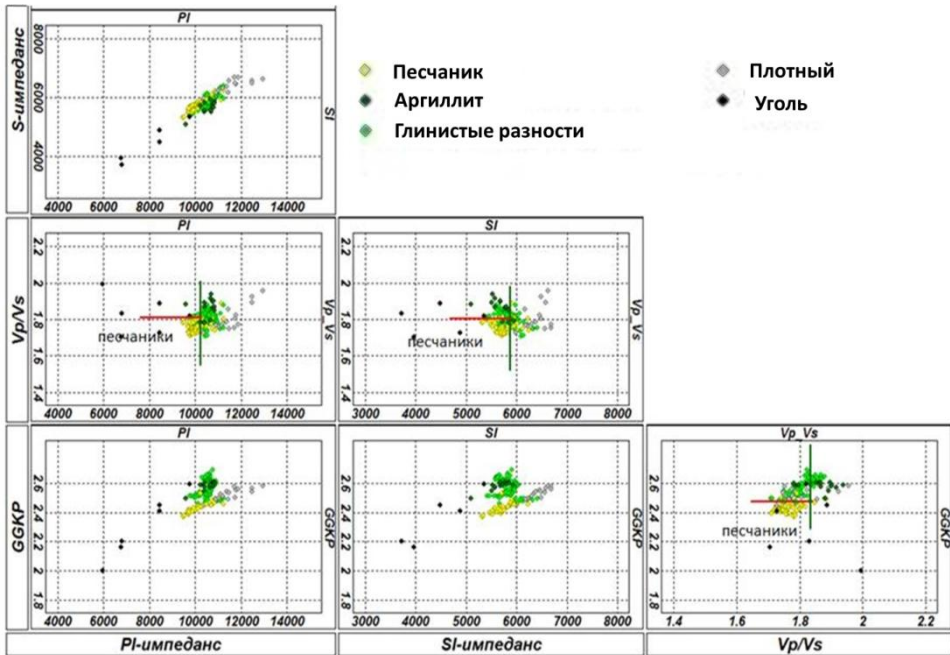 PI
S-импеданс
8000
6000
4000
SI
4000 6000 8000 10000 12000 14000
Песчаник
Аргиллит
Глинистые разности
Плотный
Уголь
PI
SI
Vp/Vs
2.2
2
1.8
1.6
1.4
песчаники
Vp_Vs
песчаники
Vp_Vs
4000 6000 8000 10000 12000 14000
3000 4000 5000 6000 7000 8000
PI
SI
Vp_Vs
GGKP
2.6
2.4
2.2
2
1.8
GGKP
GGKP
песчаники
GGKP
4000 6000 8000 10000 12000 14000
3000 4000 5000 6000 7000 8000
1.4 1.6 1.8 2 2.2
PI-импеданс
SI-импеданс
Vp/Vs